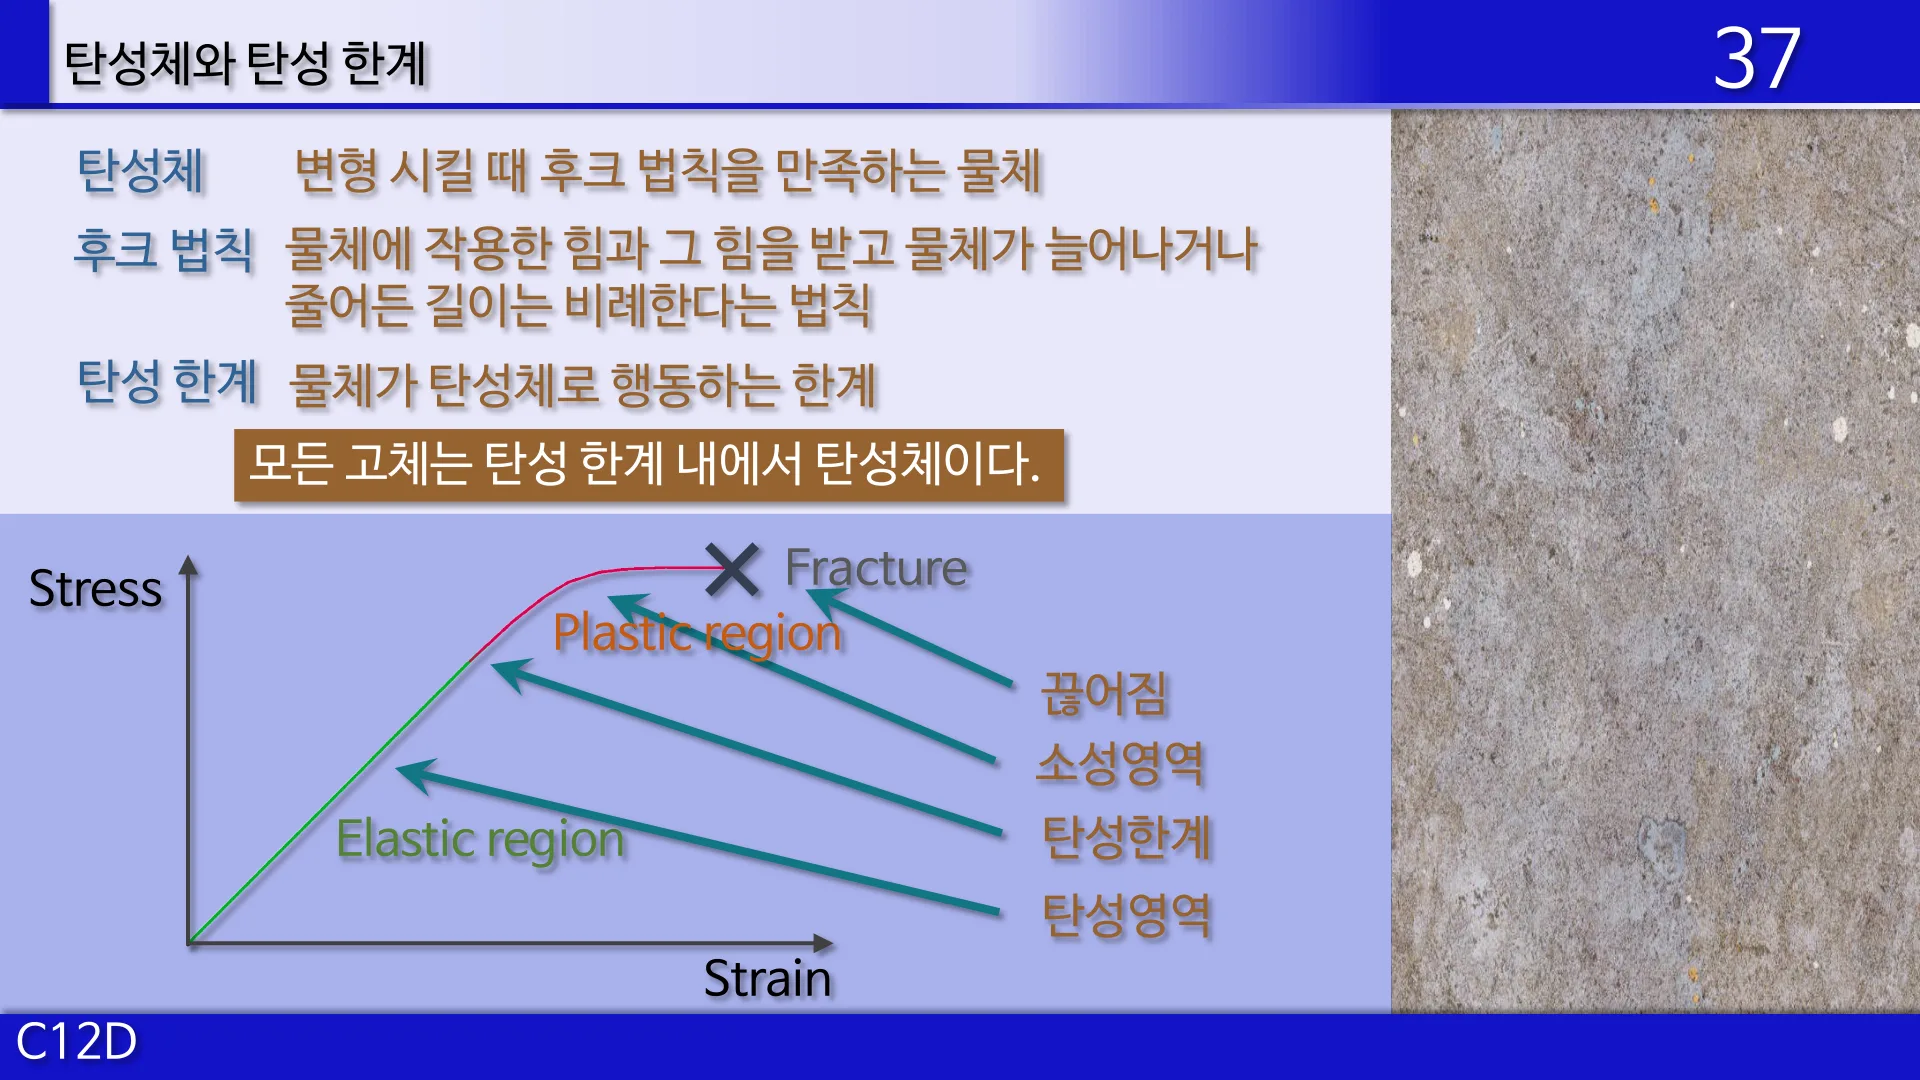 탄성체와 탄성 한계
37
탄성체
변형 시킬 때 후크 법칙을 만족하는 물체
후크 법칙
물체에 작용한 힘과 그 힘을 받고 물체가 늘어나거나
줄어든 길이는 비례한다는 법칙
탄성 한계
물체가 탄성체로 행동하는 한계
모든 고체는 탄성 한계 내에서 탄성체이다.
Stress
Fracture
Plastic region
끊어짐
소성영역
탄성한계
Elastic region
탄성영역
Strain
C12D